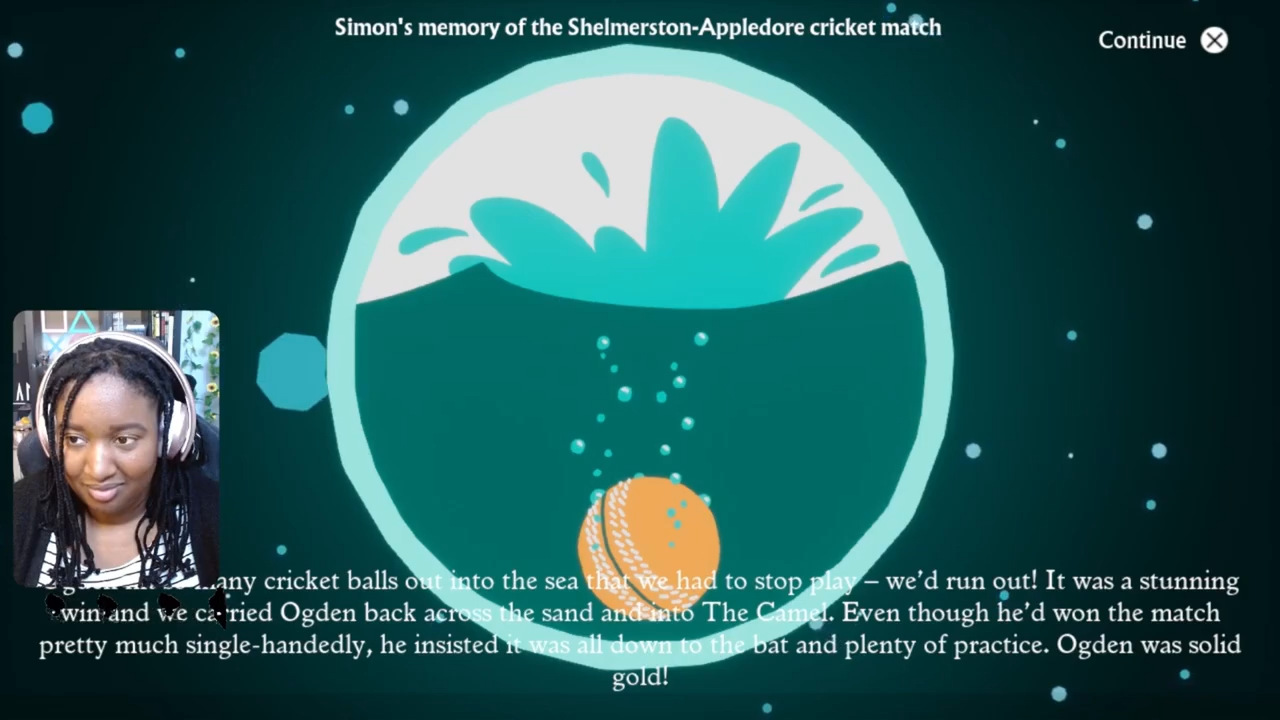 Simon's memory of the Shelmerston-Appledore cricket match
Continue
many cricket balls out into the sea that we had to stop play – we'd run out! It was a stunning
win and we carried Ogden back across the sand and into The Camel. Even though he'd won the match
pretty much single-handedly, he insisted it was all down to the bat and plenty of practice. Ogden was solid
gold!